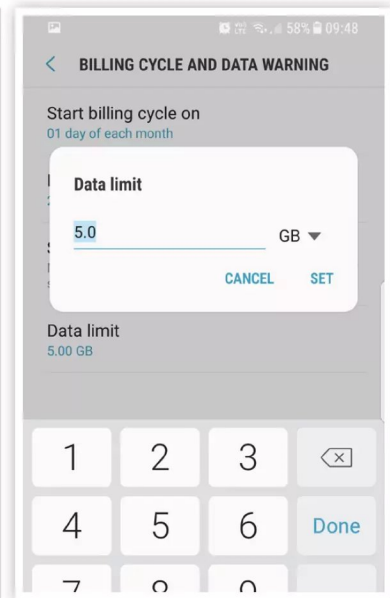 58% 09:48
< BILLING CYCLE AND DATA WARNING
Start billing cycle on
01 day of each month
Data limit
5.0 GB
CANCEL SET
Data limit
5.00 GB
1 2 3
4 5 6 Done